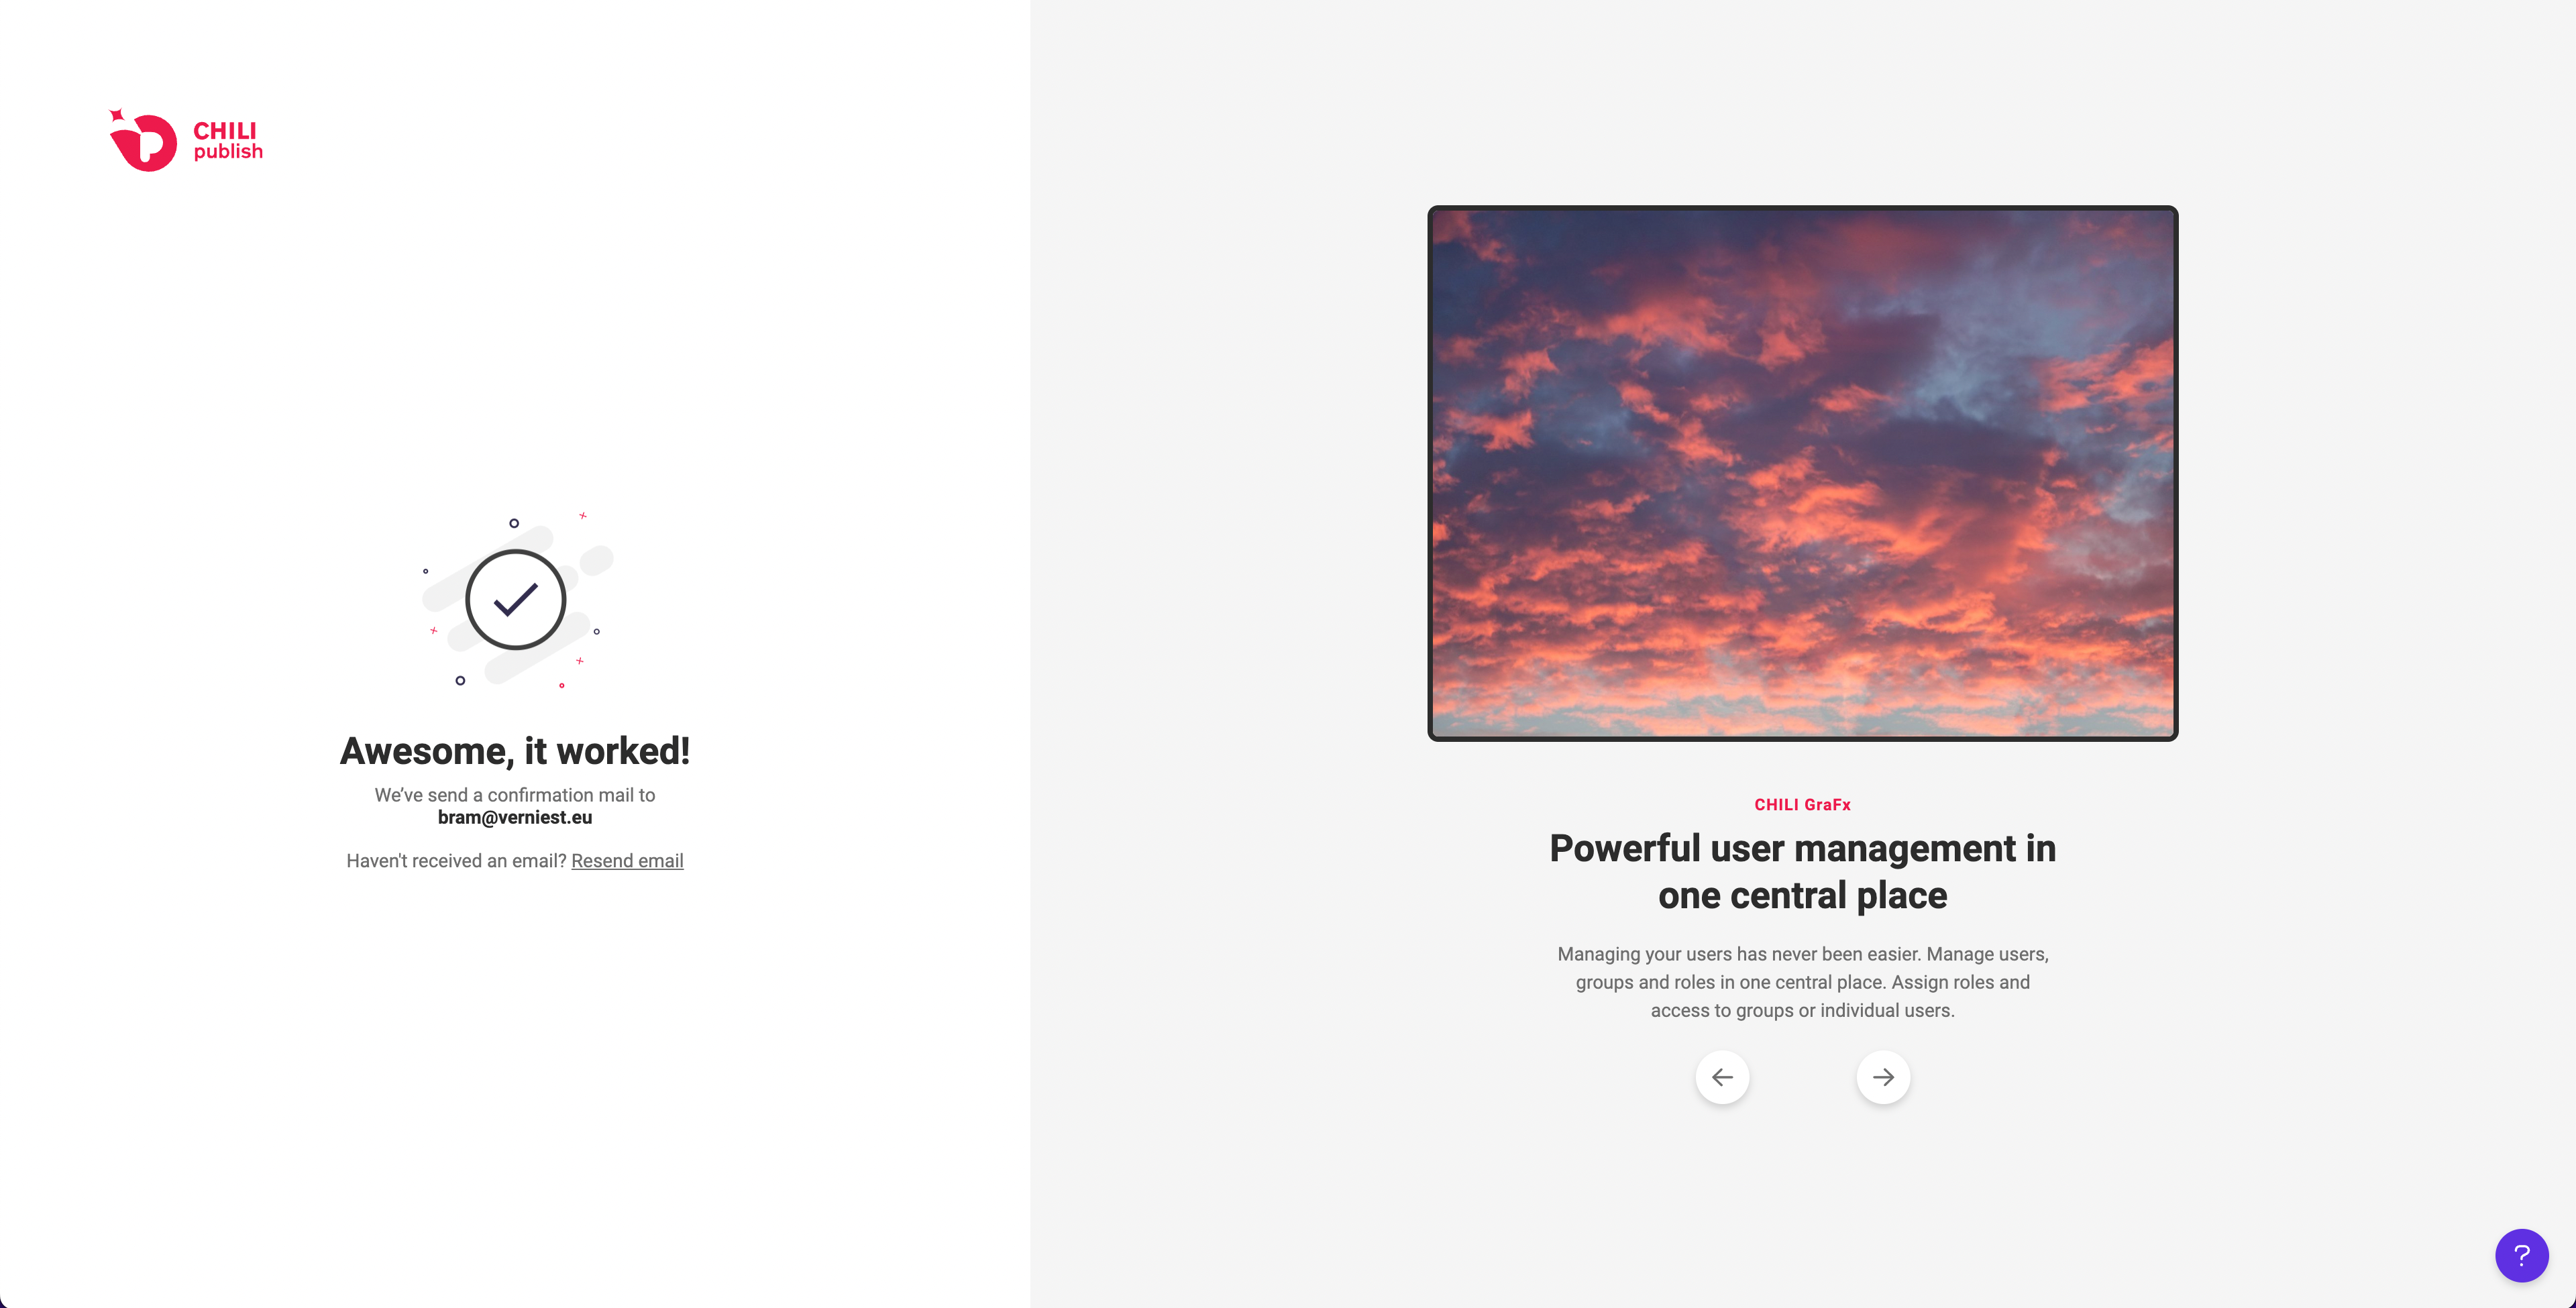 CHILI
publish
Awesome, it worked!
We’ve send a confirmation mail to
bram@verniest.eu
Haven't received an email? Resend email
CHILI GraFx
Powerful user management in
one central place
Managing your users has never been easier. Manage users,
groups and roles in one central place. Assign roles and
access to groups or individual users.
?